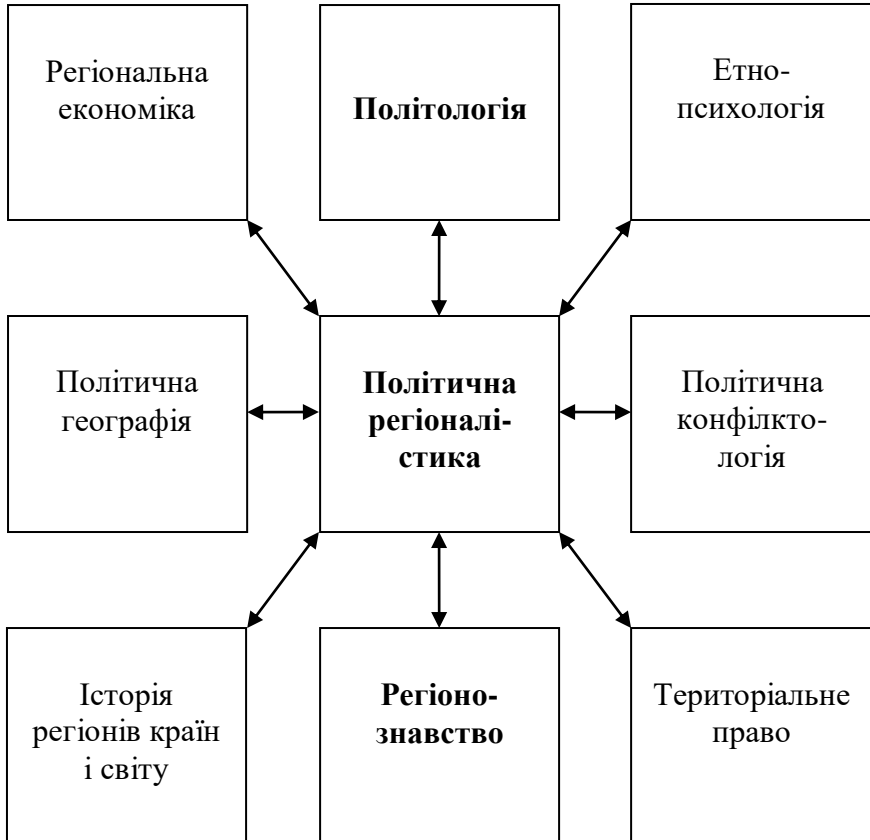 Регіональна
економіка
Політологія
Етно-
психологія
Політична
географія
Політична
регіоналі-
стика
Політична
конфілкто-
логія
Історія
регіонів країн
і світу
Регіоно-
знавство
Територіальне
право